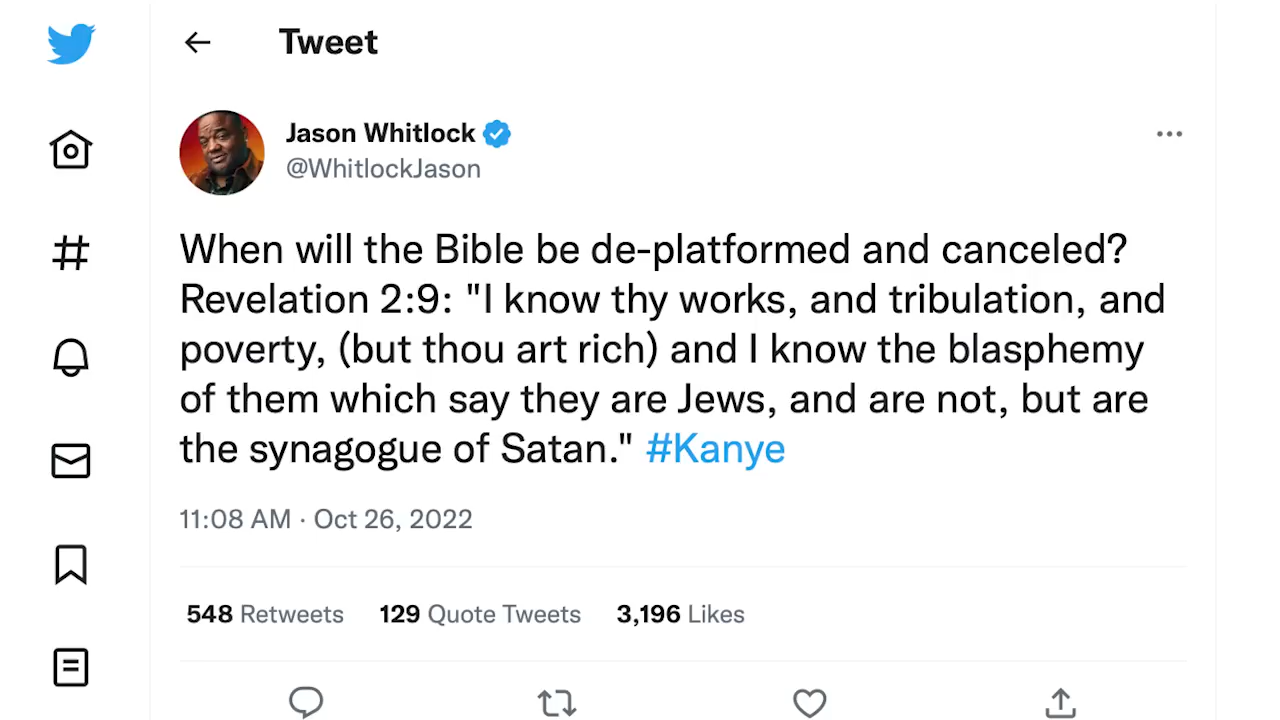 Tweet
Jason Whitlock
@WhitlockJason
When will the Bible be de-platformed and canceled?
Revelation 2:9: "I know thy works, and tribulation, and
poverty, (but thou art rich) and I know the blasphemy
of them which say they are Jews, and are not, but are
the synagogue of Satan." #Kanye
11:08 AM · Oct 26, 2022
548 Retweets 129 Quote Tweets 3,196 Likes